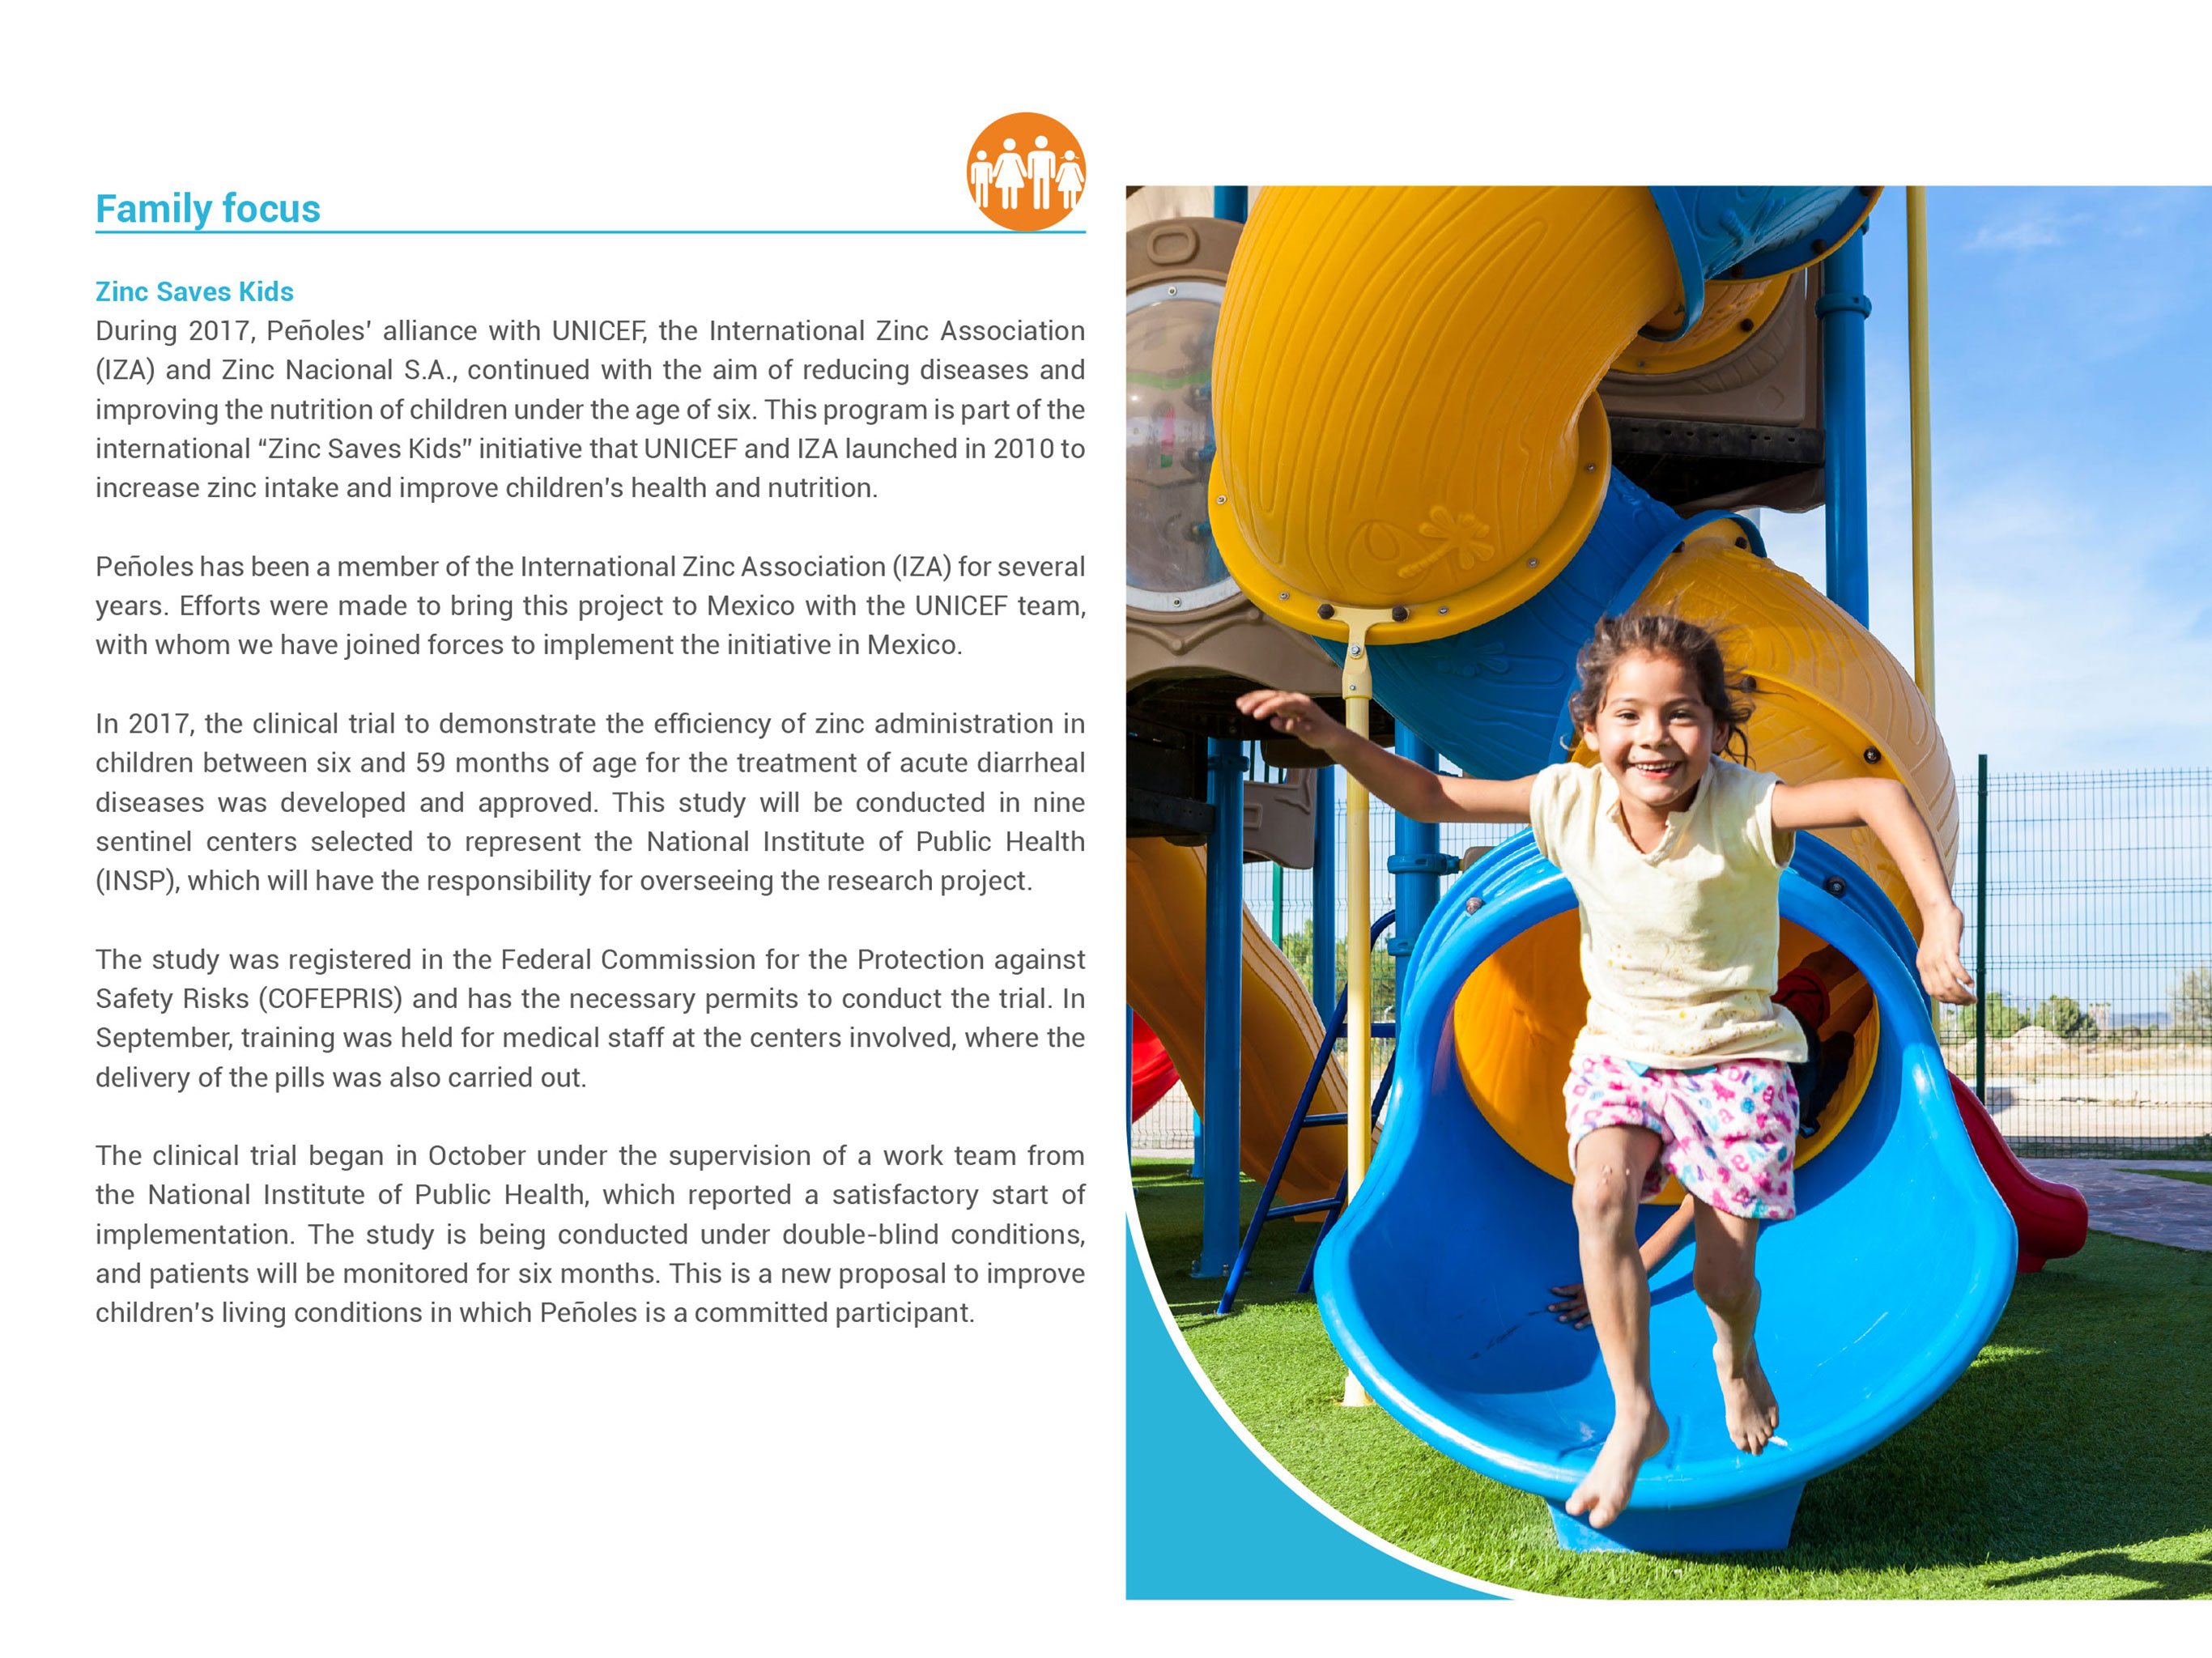 Family focus
Zinc Saves Kids
During 2017, Peñoles’ alliance with UNICEF, the International Zinc Association
(IZA) and Zinc Nacional S.A., continued with the aim of reducing diseases and
improving the nutrition of children under the age of six. This program is part of the
international “Zinc Saves Kids” initiative that UNICEF and IZA launched in 2010 to
increase zinc intake and improve children’s health and nutrition.
Peñoles has been a member of the International Zinc Association (IZA) for several
years. Efforts were made to bring this project to Mexico with the UNICEF team,
with whom we have joined forces to implement the initiative in Mexico.
In 2017, the clinical trial to demonstrate the efficiency of zinc administration in
children between six and 59 months of age for the treatment of acute diarrheal
diseases was developed and approved. This study will be conducted in nine
sentinel centers selected to represent the National Institute of Public Health
(INSP), which will have the responsibility for overseeing the research project.
The study was registered in the Federal Commission for the Protection against
Safety Risks (COFEPRIS) and has the necessary permits to conduct the trial. In
September, training was held for medical staff at the centers involved, where the
delivery of the pills was also carried out.
The clinical trial began in October under the supervision of a work team from
the National Institute of Public Health, which reported a satisfactory start of
implementation. The study is being conducted under double-blind conditions,
and patients will be monitored for six months. This is a new proposal to improve
children’s living conditions in which Peñoles is a committed participant.